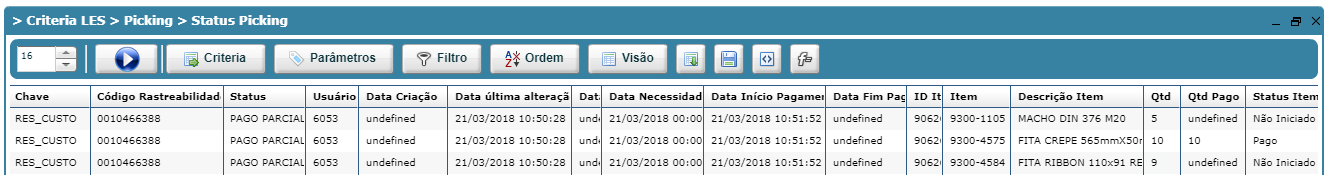 > Criteria LES > Picking > Status Picking
16 Criteria Parâmetros Filtro Ordem Visão
Chave Código Rastreabilidad Status Usuário Data Criação Data última alteraçã Data Data Necessidad Data Início Pagamen Data Fim Pag ID It Item Descrição Item Qtd Qtd Pago Status Item
RES_CUSTO 0010466388 PAGO PARCIAL 6053 undefined 21/03/2018 10:50:28 unde 21/03/2018 00:00 21/03/2018 10:51:52 undefined 9062 9300-1105 MACHO DIN 376 M20 5 undefined Não Iniciado
RES_CUSTO 0010466388 PAGO PARCIAL 6053 undefined 21/03/2018 10:50:28 unde 21/03/2018 00:00 21/03/2018 10:51:52 undefined 9062 9300-4575 FITA CREPE 565mmX50m 10 10 Pago
RES_CUSTO 0010466388 PAGO PARCIAL 6053 undefined 21/03/2018 10:50:28 unde 21/03/2018 00:00 21/03/2018 10:51:52 undefined 9062 9300-4584 FITA RIBBON 110x91 RE 9 undefined Não Iniciado